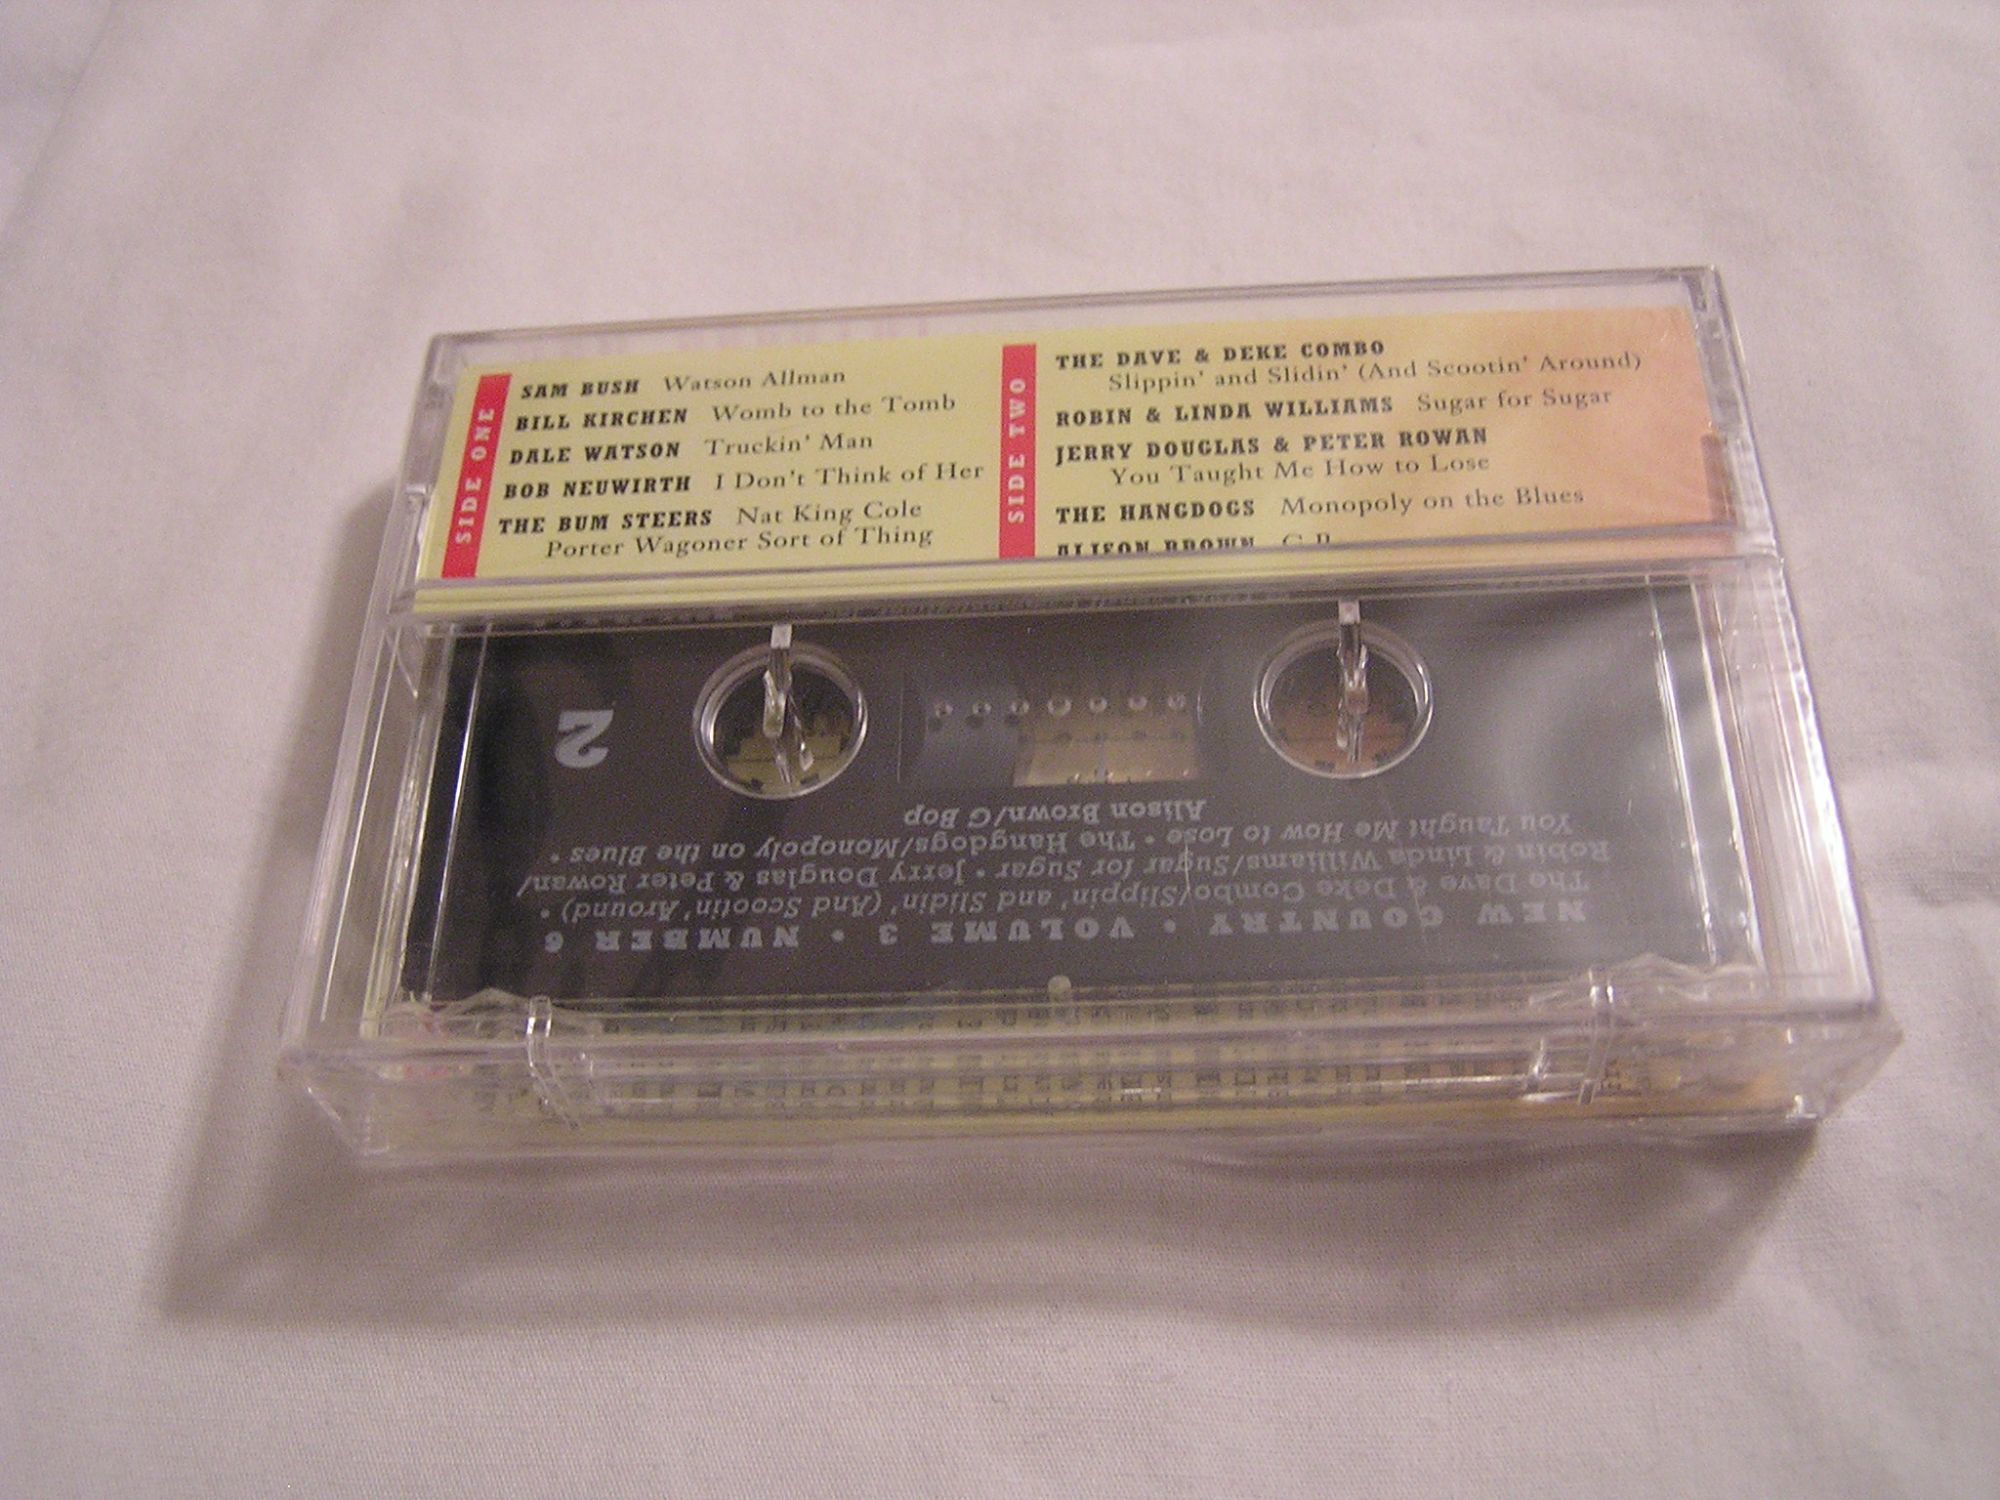 SIDE ONE
SAM BUSH Watson Allman
BILL KIRCHEN Womb to the Tomb
DALE WATSON Truckin' Man
BOB NEUWIRTH I Don't Think of Her
THE BUM STEERS Nat King Cole
Porter Wagoner Sort of Thing
SIDE TWO
THE DAVE & DEKE COMBO
Slippin' and Slidin' (And Scootin' Around)
ROBIN & LINDA WILLIAMS Sugar for Sugar
JERRY DOUGLAS & PETER ROWAN
You Taught Me How to Lose
THE HANGDOGS Monopoly on the Blues
ALISON BROWN
NEW COUNTRY • VOLUME 3 • NUMBER 6
The Dave & Deke Combo/Slippin' and Slidin' (And Scootin' Around) •
Robin & Linda Williams/Sugar for Sugar • Jerry Douglas & Peter Rowan/
You Taught Me How to Lose • The Hangdogs/Monopoly on the Blues •
Alison Brown/G Bop
2